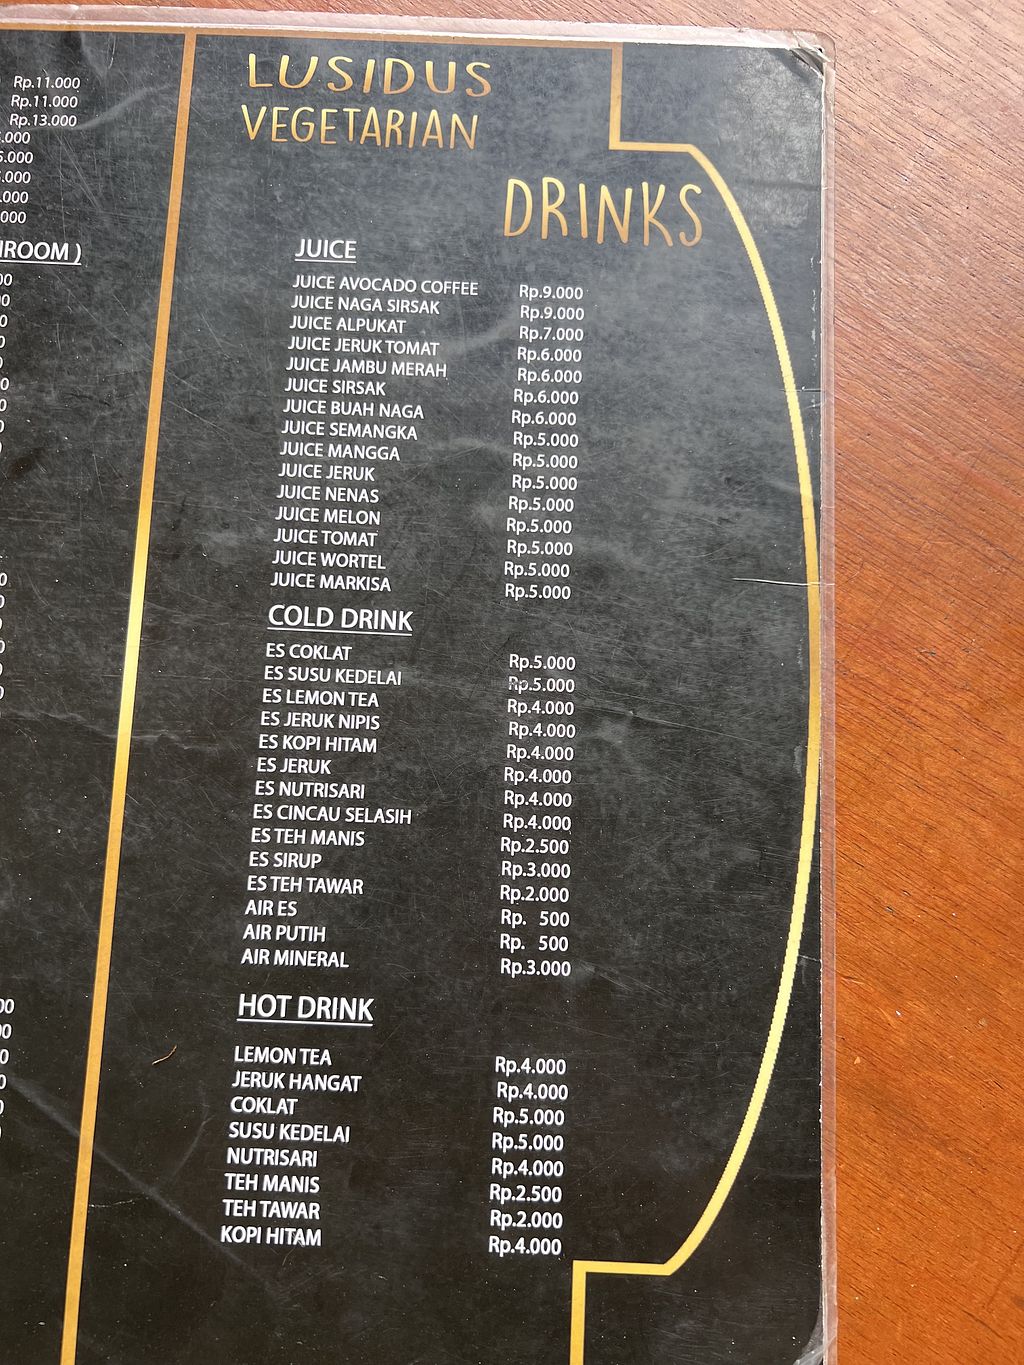 Rp.11.000
Rp.11.000
Rp.13.000
LUSIDUS
VEGETARIAN
DRINKS
JUICE
JUICE AVOCADO COFFEE Rp.9.000
JUICE NAGA SIRSAK Rp.9.000
JUICE ALPUKAT Rp.7.000
JUICE JERUK TOMAT Rp.6.000
JUICE JAMBU MERAH Rp.6.000
JUICE SIRSAK Rp.6.000
JUICE BUAH NAGA Rp.6.000
JUICE SEMANGKA Rp.5.000
JUICE MANGGA Rp.5.000
JUICE JERUK Rp.5.000
JUICE NENAS Rp.5.000
JUICE MELON Rp.5.000
JUICE TOMAT Rp.5.000
JUICE WORTEL Rp.5.000
JUICE MARKISA Rp.5.000
COLD DRINK
ES COKLAT Rp.5.000
ES SUSU KEDELAI Rp.5.000
ES LEMON TEA Rp.4.000
ES JERUK NIPIS Rp.4.000
ES KOPI HITAM Rp.4.000
ES JERUK Rp.4.000
ES NUTRISARI Rp.4.000
ES CINCAU SELASIH Rp.4.000
ES TEH MANIS Rp.2.500
ES SIRUP Rp.3.000
ES TEH TAWAR Rp.2.000
AIR ES Rp. 500
AIR PUTIH Rp. 500
AIR MINERAL Rp.3.000
HOT DRINK
LEMON TEA Rp.4.000
JERUK HANGAT Rp.4.000
COKLAT Rp.5.000
SUSU KEDELAI Rp.5.000
NUTRISARI Rp.4.000
TEH MANIS Rp.2.500
TEH TAWAR Rp.2.000
KOPI HITAM Rp.4.000